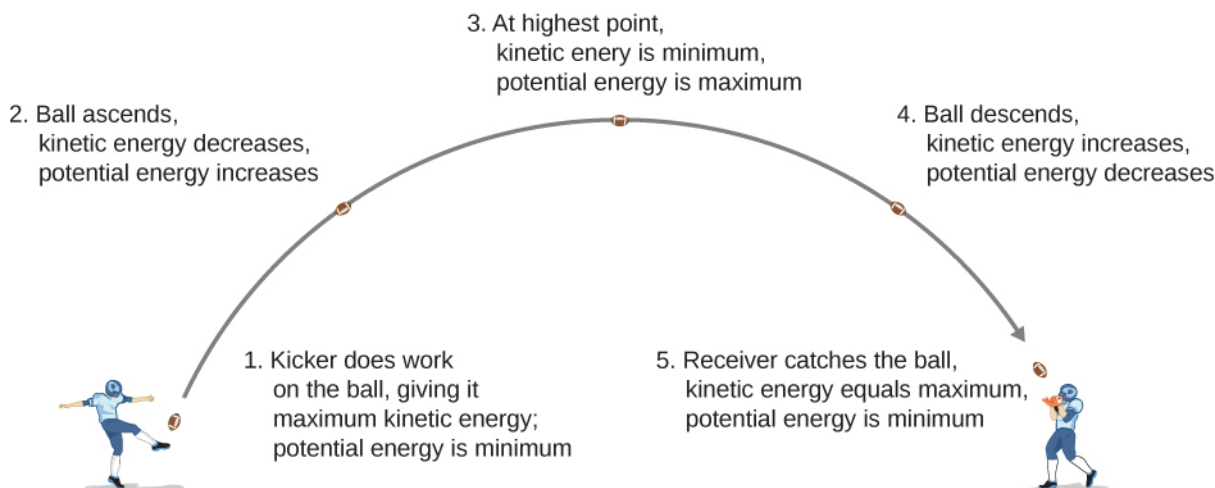 1. Kicker does work
on the ball, giving it
maximum kinetic energy;
potential energy is minimum
2. Ball ascends,
kinetic energy decreases,
potential energy increases
3. At highest point,
kinetic enery is minimum,
potential energy is maximum
4. Ball descends,
kinetic energy increases,
potential energy decreases
5. Receiver catches the ball,
kinetic energy equals maximum,
potential energy is minimum